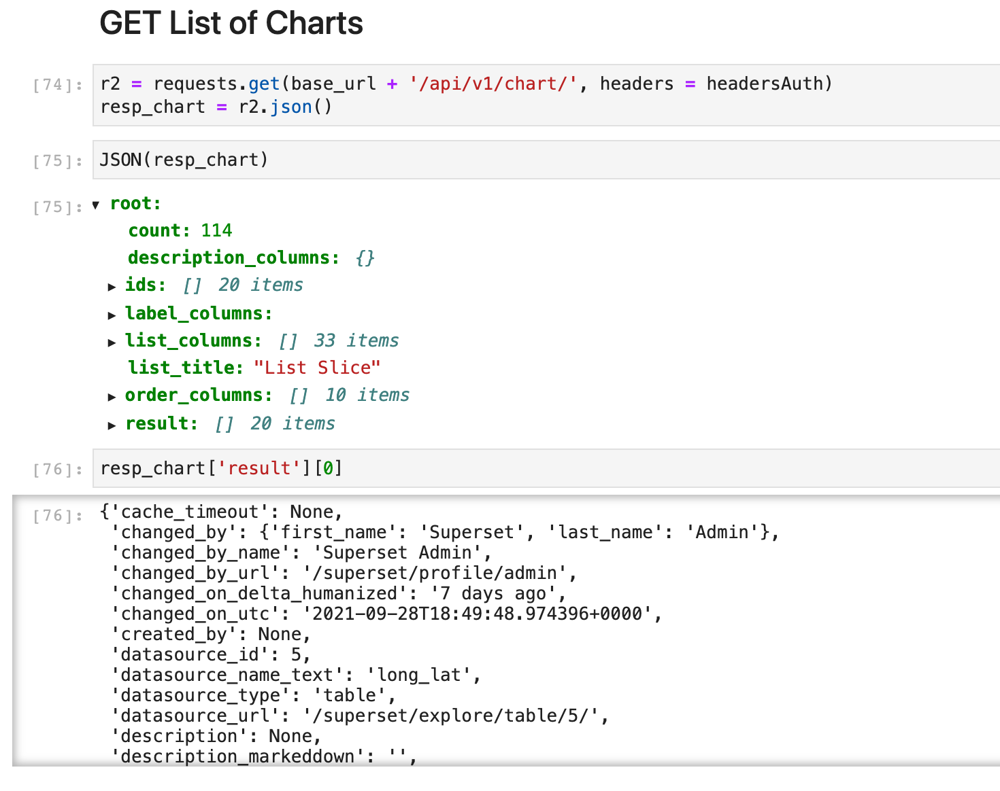 GET List of Charts
[74]: r2 = requests.get(base_url + '/api/v1/chart/', headers = headersAuth)
resp_chart = r2.json()
[75]: JSON(resp_chart)
[75]: ▼ root:
count: 114
description_columns: {}
▶ ids: [] 20 items
▶ label_columns:
▶ list_columns: [] 33 items
list_title: "List Slice"
▶ order_columns: [] 10 items
▶ result: [] 20 items
[76]: resp_chart['result'][0]
[76]: {'cache_timeout': None,
'changed_by': {'first_name': 'Superset', 'last_name': 'Admin'},
'changed_by_name': 'Superset Admin',
'changed_by_url': '/superset/profile/admin',
'changed_on_delta_humanized': '7 days ago',
'changed_on_utc': '2021-09-28T18:49:48.974396+0000',
'created_by': None,
'datasource_id': 5,
'datasource_name_text': 'long_lat',
'datasource_type': 'table',
'datasource_url': '/superset/explore/table/5/',
'description': None,
'description_markeddown': '',